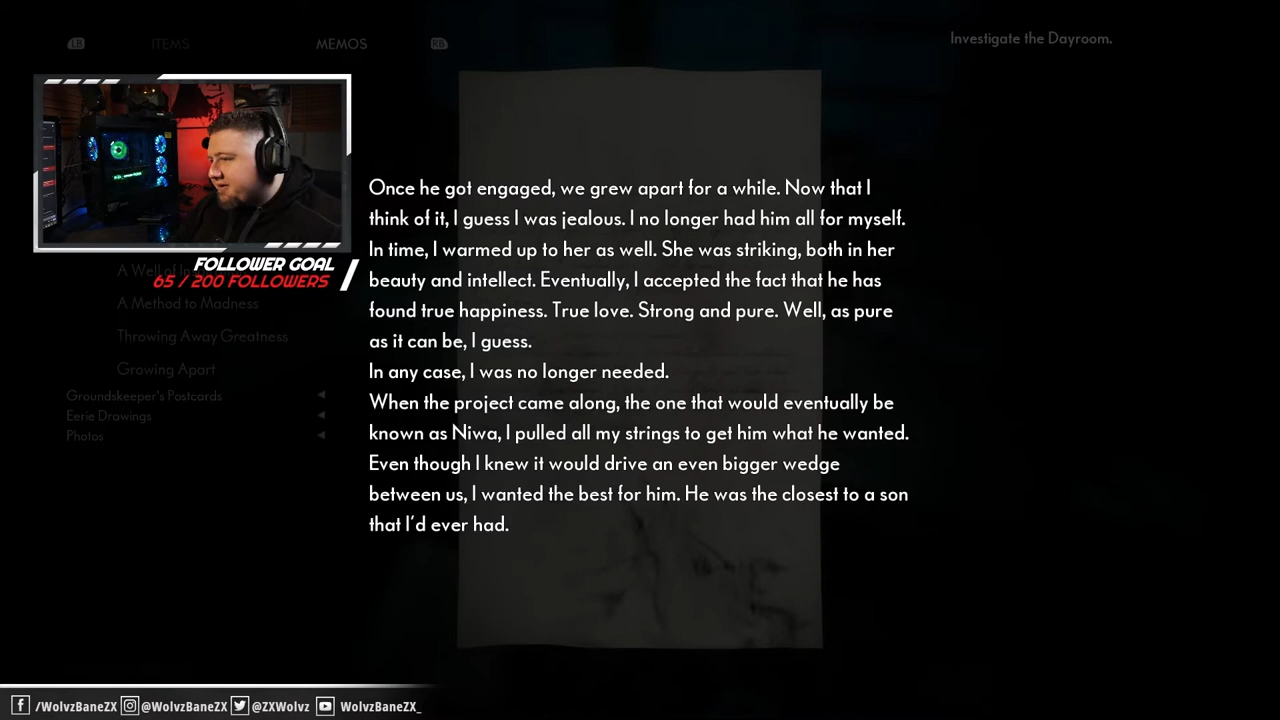 LB ITEMS MEMOS RB
Investigate the Dayroom.
Once he got engaged, we grew apart for a while. Now that I
think of it, I guess I was jealous. I no longer had him all for myself.
In time, I warmed up to her as well. She was striking, both in her
beauty and intellect. Eventually, I accepted the fact that he has
found true happiness. True love. Strong and pure. Well, as pure
as it can be, I guess.
In any case, I was no longer needed.
When the project came along, the one that would eventually be
known as Niwa, I pulled all my strings to get him what he wanted.
Even though I knew it would drive an even bigger wedge
between us, I wanted the best for him. He was the closest to a son
that I'd ever had.
FOLLOWER GOAL
65 / 200 FOLLOWERS
A Well of In
A Method to Madness
Throwing Away Greatness
Growing Apart
Groundskeeper's Postcards
Eerie Drawings
Photos
/WolvzBaneZX @WolvzBaneZX @ZXWolvz WolvzBaneZX_